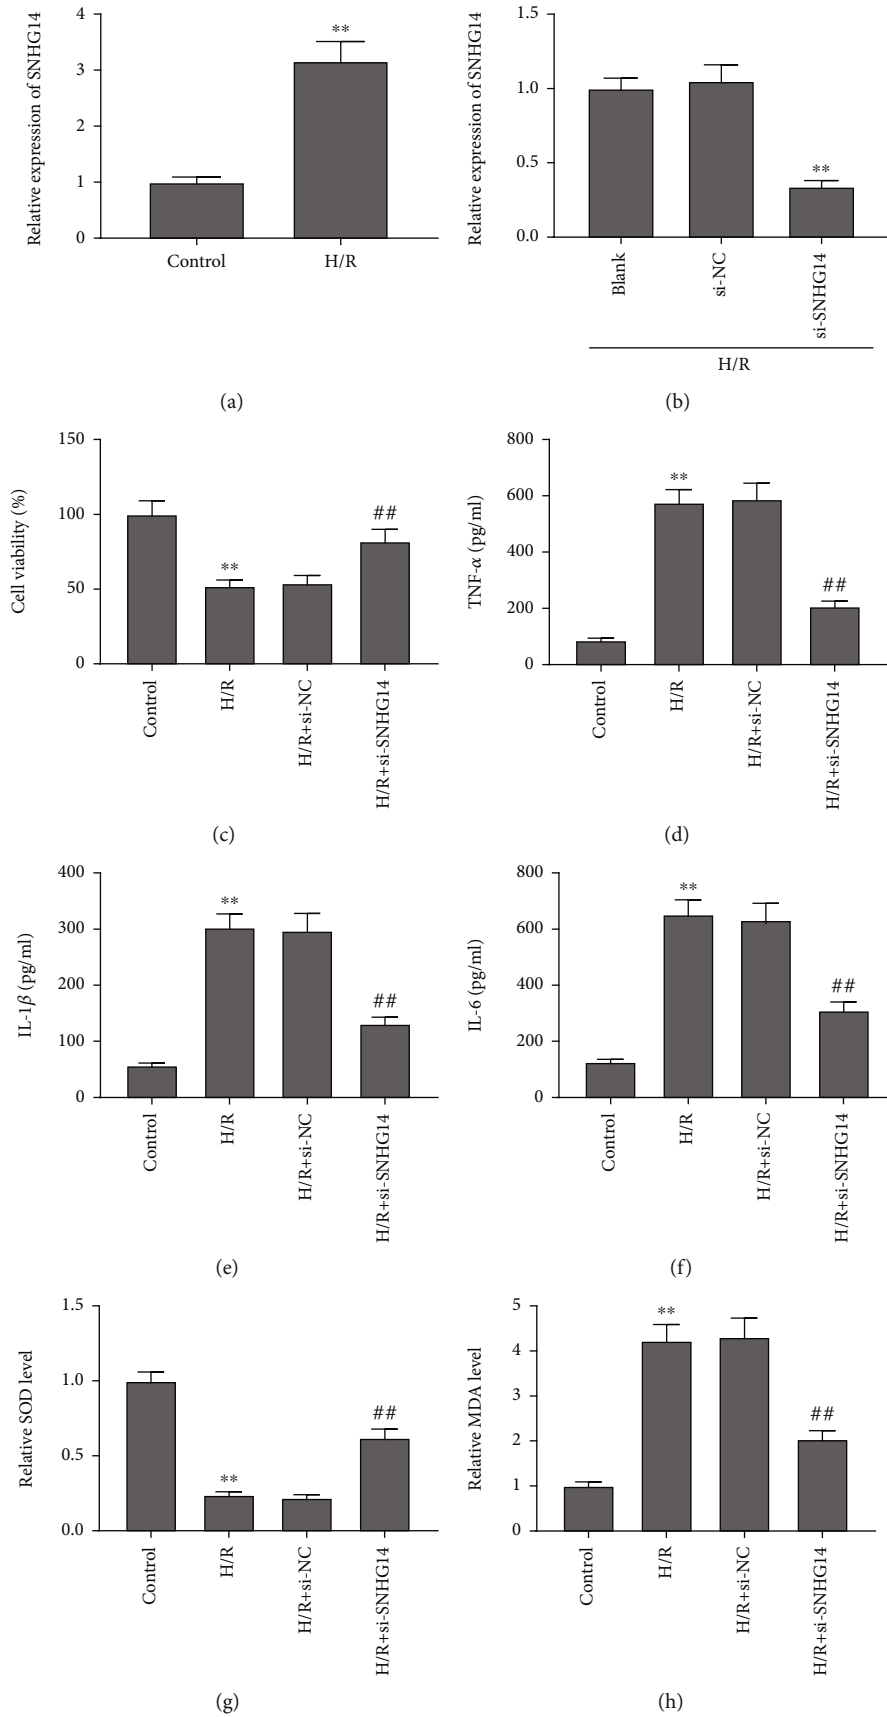 Relative expression of SNHG14
4
3
2
1
0
**
Control
H/R
(a)
Relative expression of SNHG14
1.5
1.0
0.5
0.0
**
Blank
si-NC
si-SNHG14
H/R
(b)
Cell viability (%)
150
100
50
0
**
##
Control
H/R
H/R+si-NC
H/R+si-SNHG14
(c)
TNF-α (pg/ml)
800
600
400
200
0
**
##
Control
H/R
H/R+si-NC
H/R+si-SNHG14
(d)
IL-1β (pg/ml)
400
300
200
100
0
**
##
Control
H/R
H/R+si-NC
H/R+si-SNHG14
(e)
IL-6 (pg/ml)
800
600
400
200
0
**
##
Control
H/R
H/R+si-NC
H/R+si-SNHG14
(f)
Relative SOD level
1.5
1.0
0.5
0.0
**
##
Control
H/R
H/R+si-NC
H/R+si-SNHG14
(g)
Relative MDA level
5
4
3
2
1
0
**
##
Control
H/R
H/R+si-NC
H/R+si-SNHG14
(h)